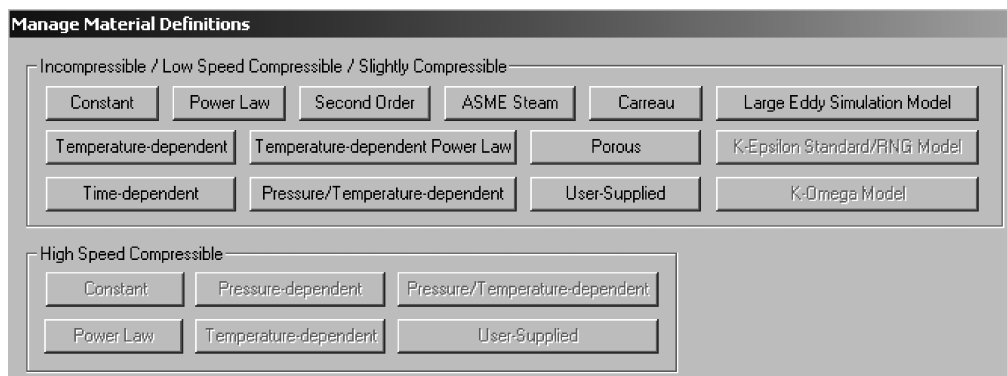 Manage Material Definitions
Incompressible / Low Speed Compressible / Slightly Compressible
Constant Power Law Second Order ASME Steam Carreau Large Eddy Simulation Model
Temperature-dependent Temperature-dependent Power Law Porous K-Epsilon Standard/RNG Model
Time-dependent Pressure/Temperature-dependent User-Supplied K-Omega Model
High Speed Compressible
Constant Pressure-dependent Pressure/Temperature-dependent
Power Law Temperature-dependent User-Supplied